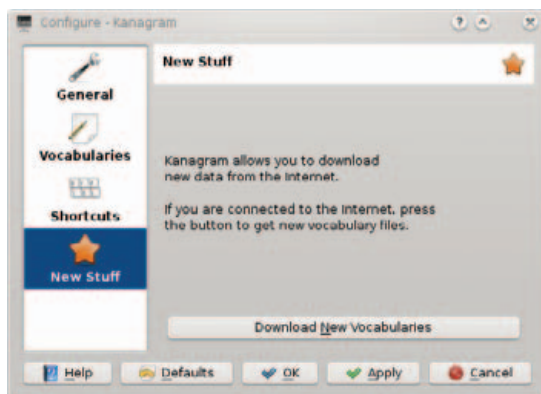 Configure - Kanagram
General
Vocabularies
Shortcuts
New Stuff
New Stuff
Kanagram allows you to download
new data from the Internet.
If you are connected to the Internet, press
the button to get new vocabulary files.
Download New Vocabularies
Help
Defaults
OK
Apply
Cancel